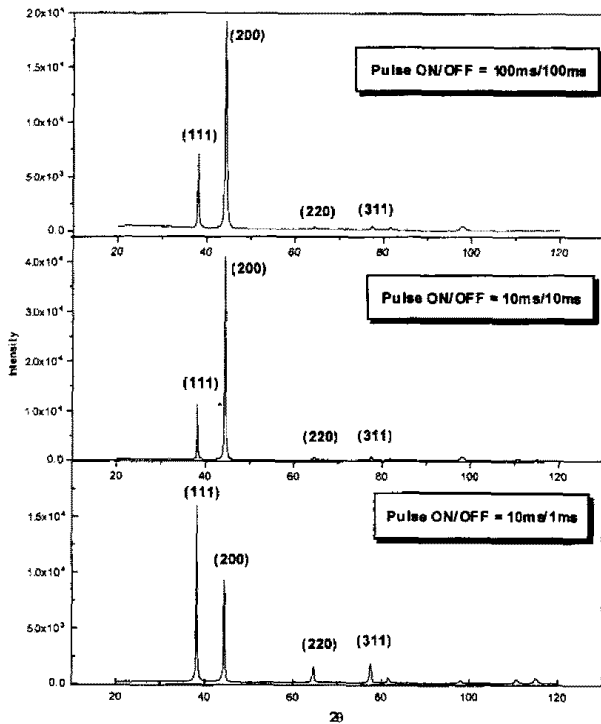 2.0x10⁴
1.5x10⁴
1.0x10⁴
5.0x10³
0.0
(200)
(111)
(220)
(311)
Pulse ON/OFF = 100ms/100ms
20
40
60
80
100
120
4.0x10⁴
3.0x10⁴
2.0x10⁴
1.0x10⁴
0.0
(200)
(111)
(220)
(311)
Pulse ON/OFF = 10ms/10ms
20
40
60
80
100
120
Intensity
1.5x10⁴
1.0x10⁴
5.0x10³
0.0
(111)
(200)
(220)
(311)
Pulse ON/OFF = 10ms/1ms
20
40
60
80
100
120
2θ